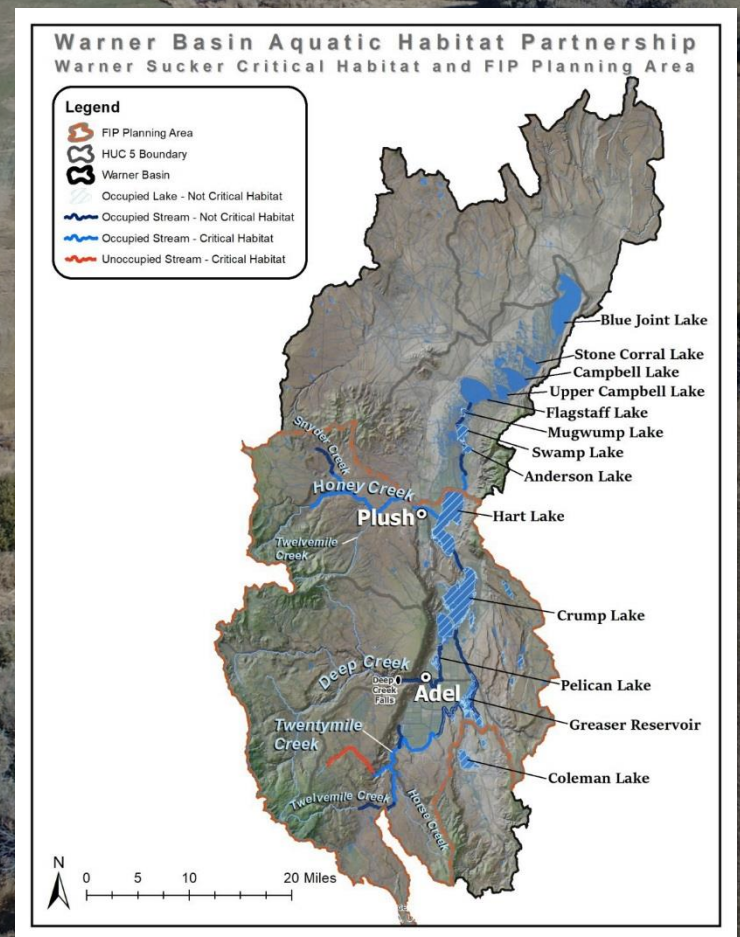 Warner Basin Aquatic Habitat Partnership
Warner Sucker Critical Habitat and FIP Planning Area
Legend
FIP Planning Area
HUC 5 Boundary
Warner Basin
Occupied Lake - Not Critical Habitat
Occupied Stream - Not Critical Habitat
Occupied Stream - Critical Habitat
Unoccupied Stream - Critical Habitat
Blue Joint Lake
Stone Corral Lake
Campbell Lake
Upper Campbell Lake
Flagstaff Lake
Mugwump Lake
Swamp Lake
Anderson Lake
Snyder Creek
Honey Creek
Plush
Hart Lake
Twelvemile
Creek
Crump Lake
Deep Creek
Deep
Creek
Falls
Adel
Pelican Lake
Greaser Reservoir
Twentymile
Creek
Coleman Lake
Twelvemile Creek
Horse Creek
N
0 5 10 20 Miles